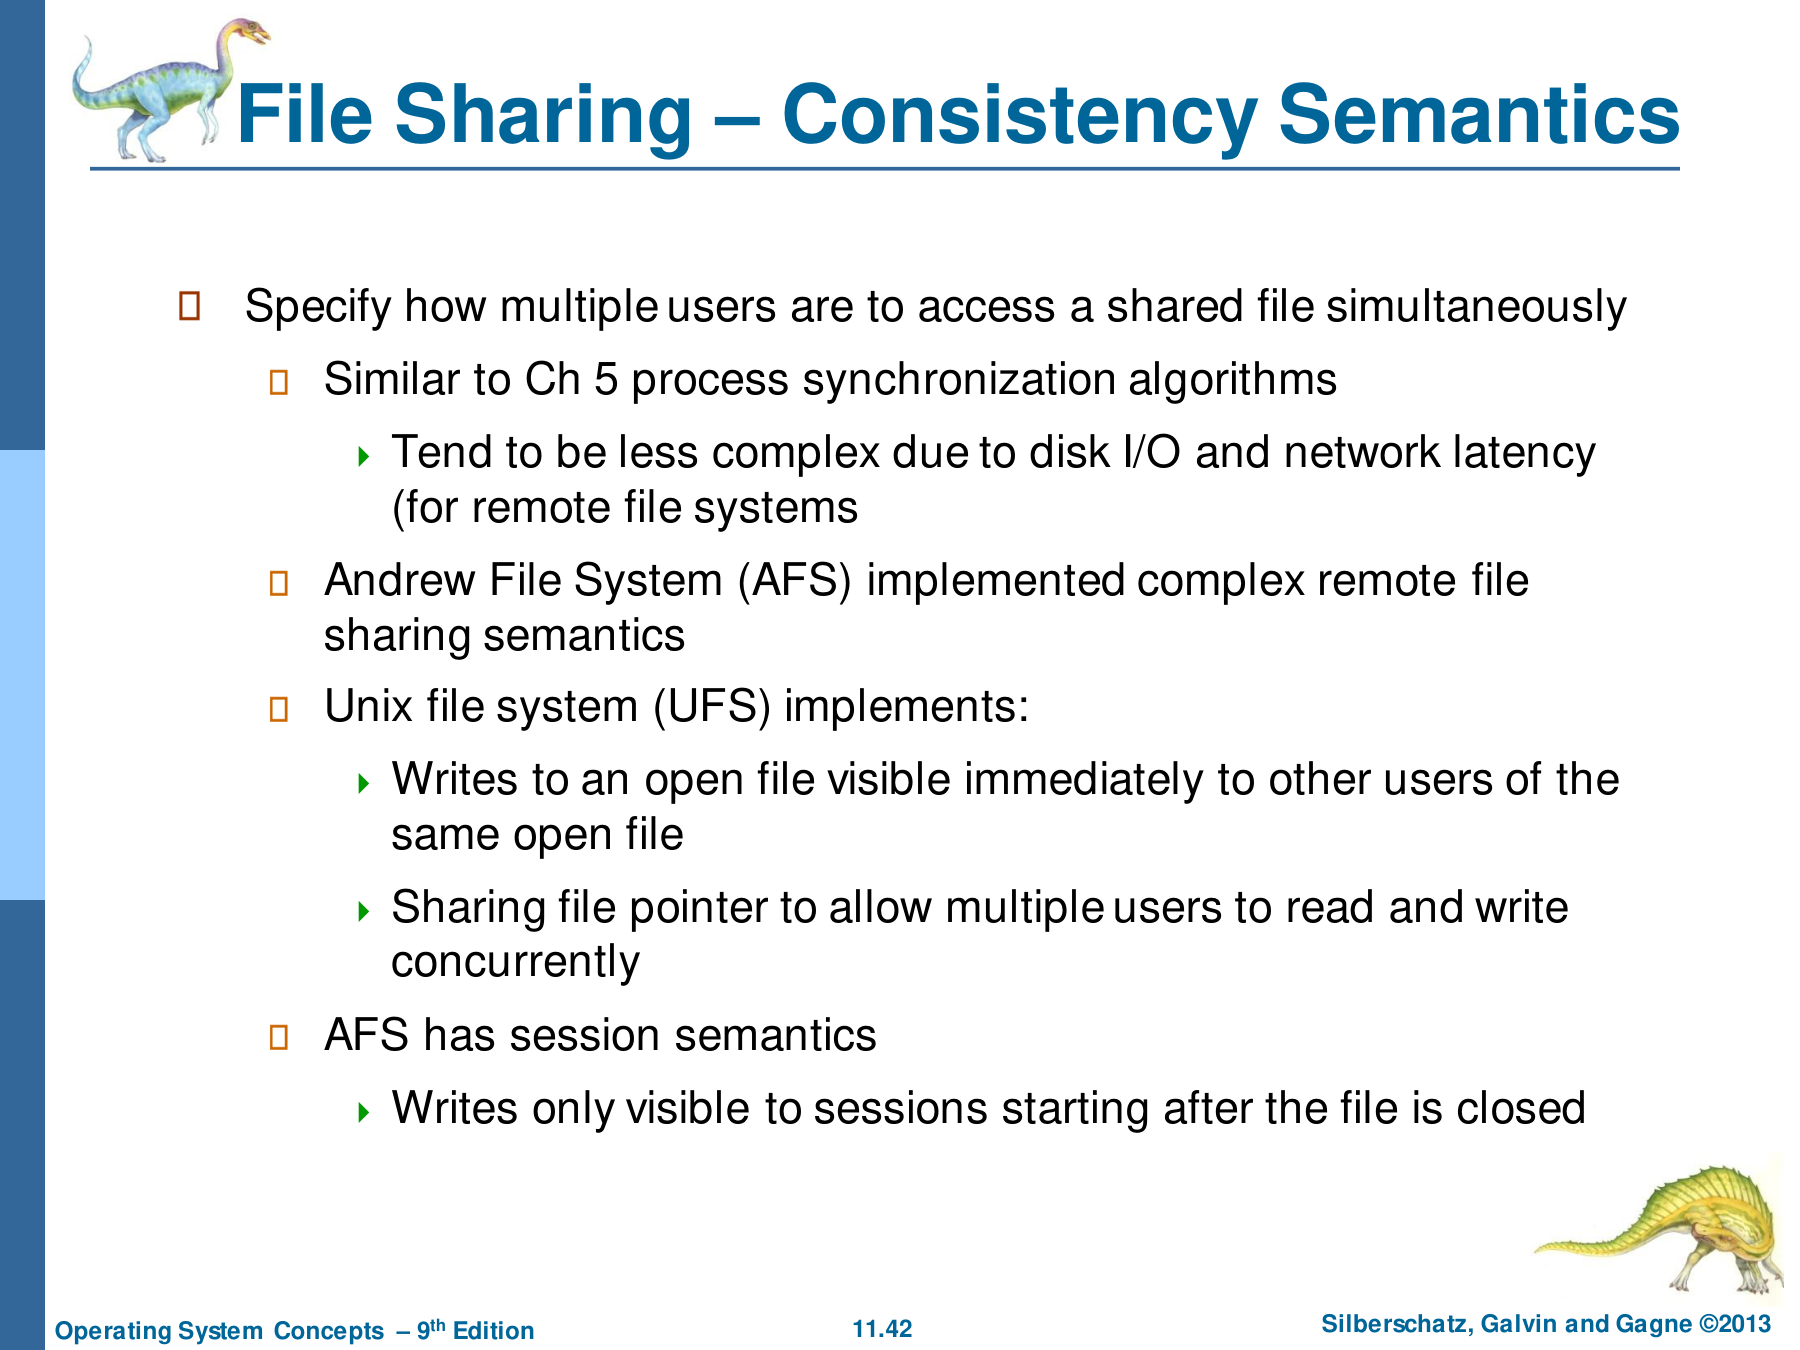 File Sharing – Consistency Semantics
Specify how multiple users are to access a shared file simultaneously
Similar to Ch 5 process synchronization algorithms
Tend to be less complex due to disk I/O and network latency
(for remote file systems
Andrew File System (AFS) implemented complex remote file
sharing semantics
Unix file system (UFS) implements:
Writes to an open file visible immediately to other users of the
same open file
Sharing file pointer to allow multiple users to read and write
concurrently
AFS has session semantics
Writes only visible to sessions starting after the file is closed
Operating System Concepts – 9th Edition
11.42
Silberschatz, Galvin and Gagne ©2013